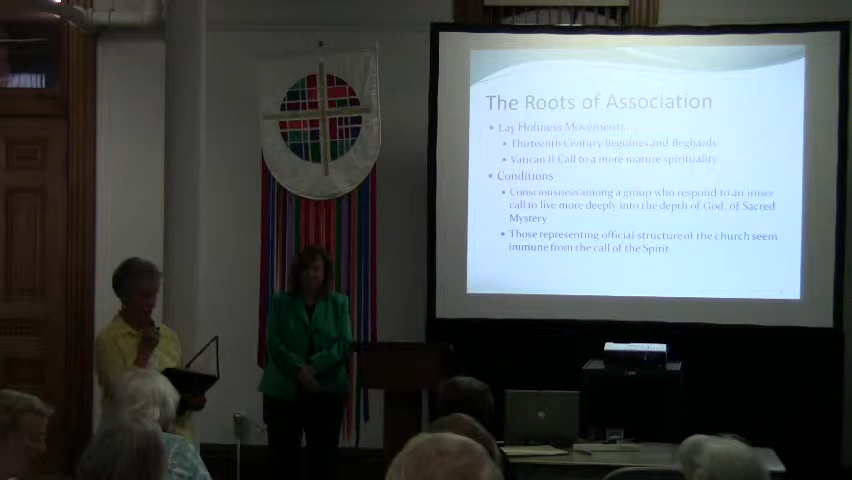 The Roots of Association
• Lay Holiness Movements
• Thirteenth Century Beguines and Beghards
• Vatican II Call to a more mature spirituality
• Conditions
• Consciousness among a group who respond to an inner
call to live more deeply into the depth of God, of Sacred
Mystery
• Those representing official structure of the church seem
immune from the call of the Spirit